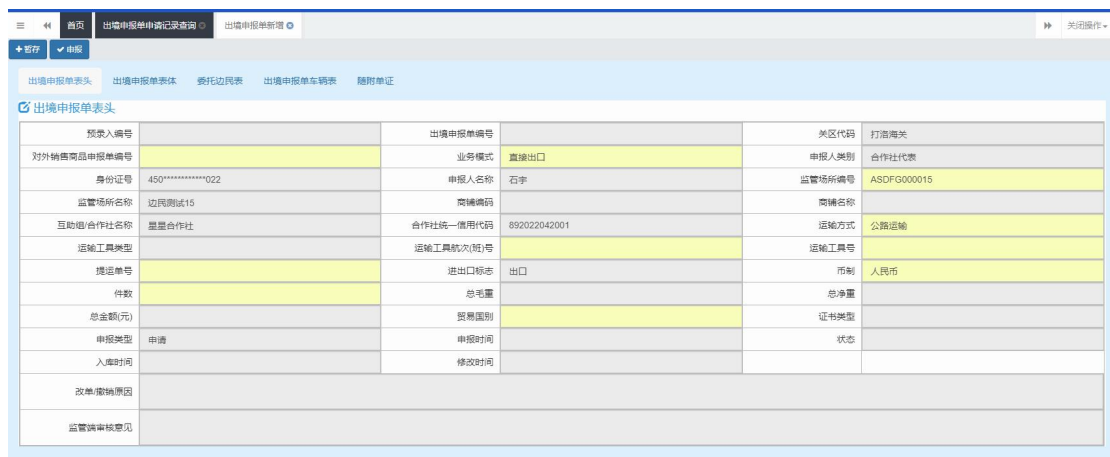 首页 出境申报单申请记录查询 出境申报单新增 关闭操作
暂存 申报
出境申报单表头 出境申报单表体 委托边民表 出境申报单车辆表 随附单证
出境申报单表头
预录入编号 出境申报单编号 关区代码 打洛海关
对外销售商品申报单编号 业务模式 直接出口 申报人类别 合作社代表
身份证号 450************022 申报人名称 石宇 监管场所编号 ASDFG000015
监管场所名称 边民测试15 商铺编码 商铺名称
互助组/合作社名称 星星合作社 合作社统一信用代码 892022042001 运输方式 公路运输
运输工具类型 运输工具航次(班)号 运输工具号
提运单号 进出口标志 出口 币制 人民币
件数 总毛重 总净重
总金额(元) 贸易国别 证书类型
申报类型 申请 申报时间 状态
入库时间 修改时间
改单/撤销原因
监管端审核意见